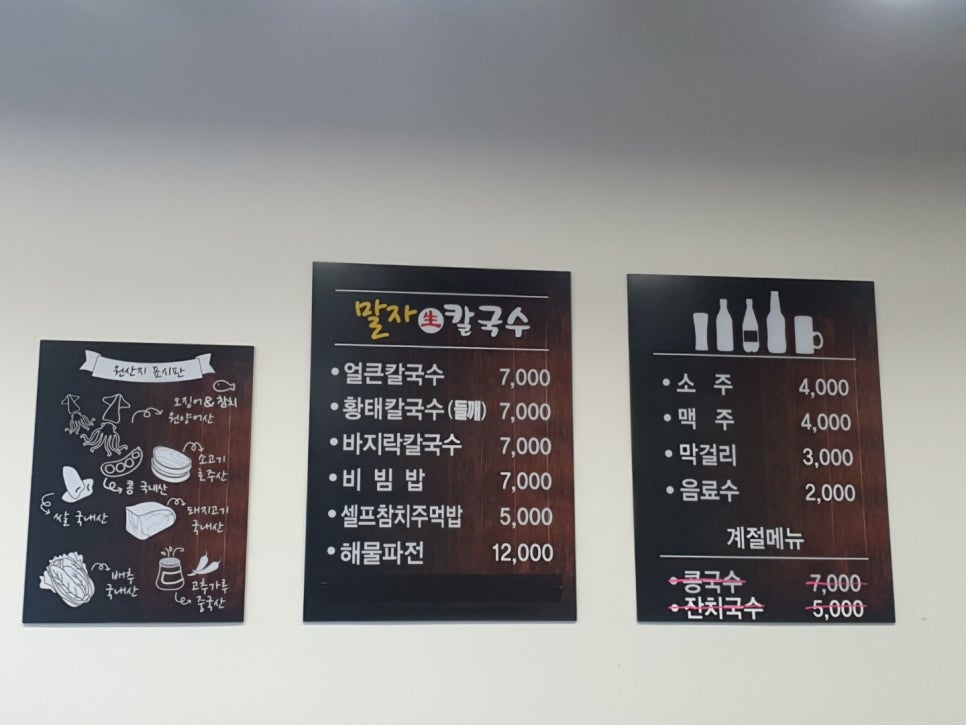 원산지 표시판
오징어&참치
원양어산
소고기
호주산
콩 국내산
쌀 국내산
돼지고기
국내산
배추
국내산
고추가루
중국산
말자生칼국수
•얼큰칼국수 7,000
•황태칼국수(들깨) 7,000
•바지락칼국수 7,000
•비 빔 밥 7,000
•셀프참치주먹밥 5,000
•해물파전 12,000
•소 주 4,000
•맥 주 4,000
•막걸리 3,000
•음료수 2,000
계절메뉴
•콩국수 7,000
•잔치국수 5,000